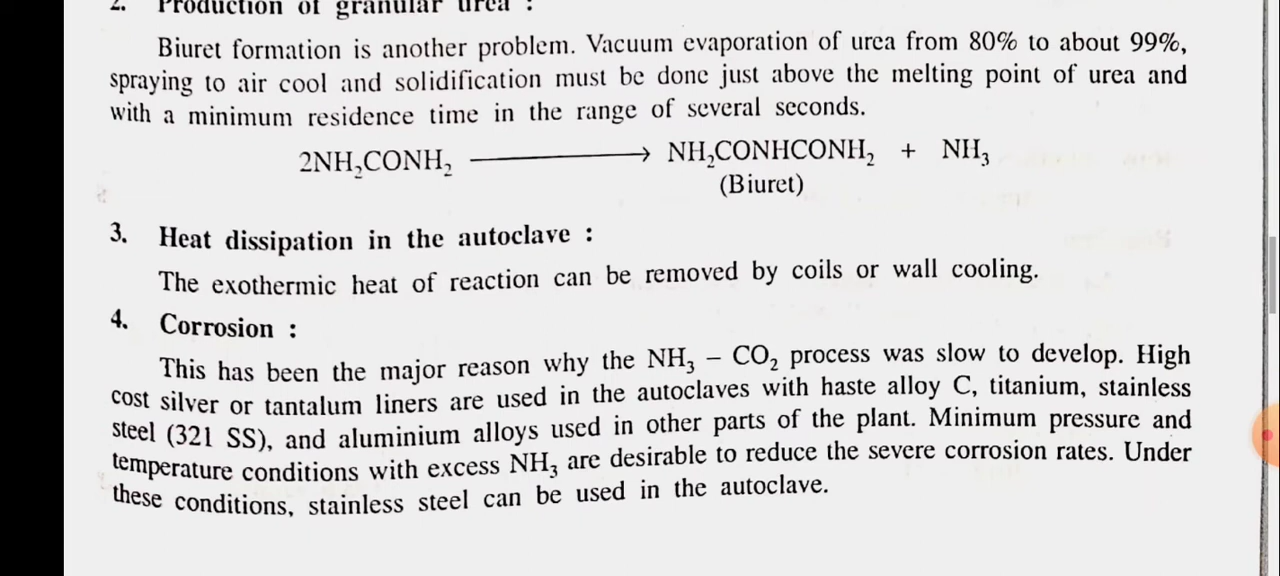 2. Production of granular urea :
Biuret formation is another problem. Vacuum evaporation of urea from 80% to about 99%,
spraying to air cool and solidification must be done just above the melting point of urea and
with a minimum residence time in the range of several seconds.
2NH₂CONH₂ ⟶ NH₂CONHCONH₂ + NH₃
(Biuret)
3. Heat dissipation in the autoclave :
The exothermic heat of reaction can be removed by coils or wall cooling.
4. Corrosion :
This has been the major reason why the NH₃ – CO₂ process was slow to develop. High
cost silver or tantalum liners are used in the autoclaves with haste alloy C, titanium, stainless
steel (321 SS), and aluminium alloys used in other parts of the plant. Minimum pressure and
temperature conditions with excess NH₃ are desirable to reduce the severe corrosion rates. Under
these conditions, stainless steel can be used in the autoclave.